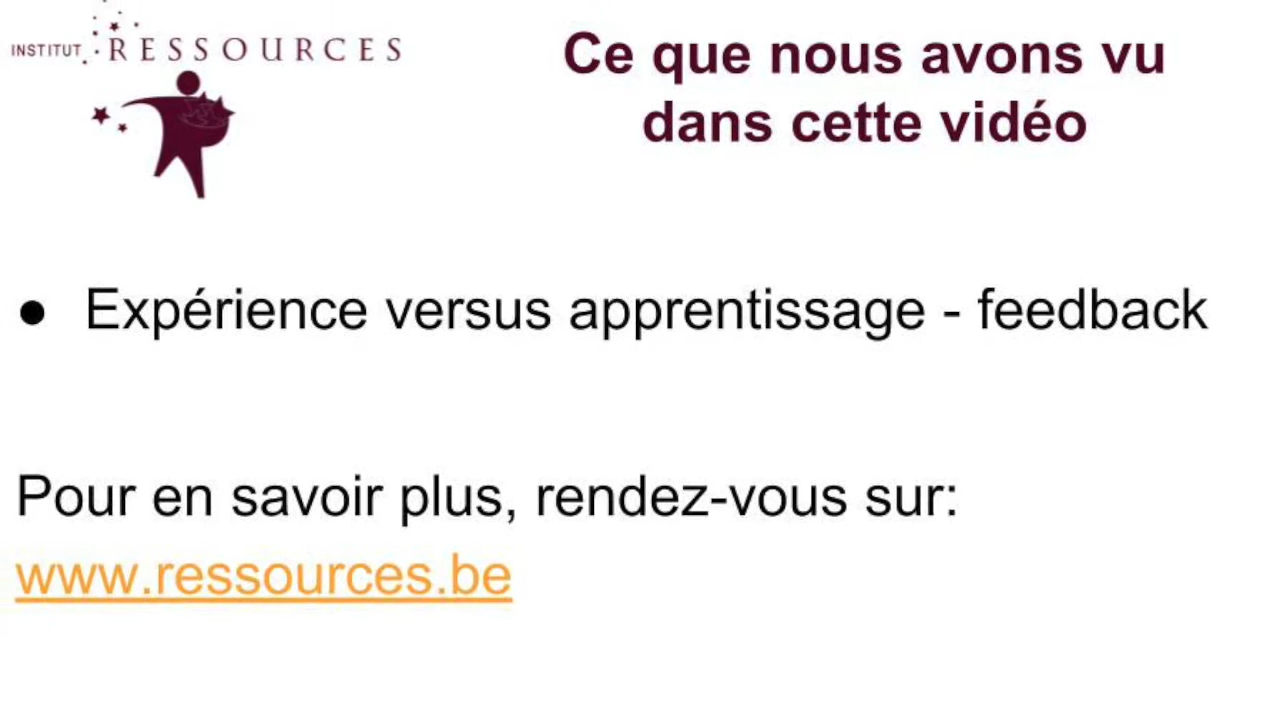 INSTITUT RESSOURCES
Ce que nous avons vu
dans cette vidéo
● Expérience versus apprentissage - feedback
Pour en savoir plus, rendez-vous sur:
www.ressources.be